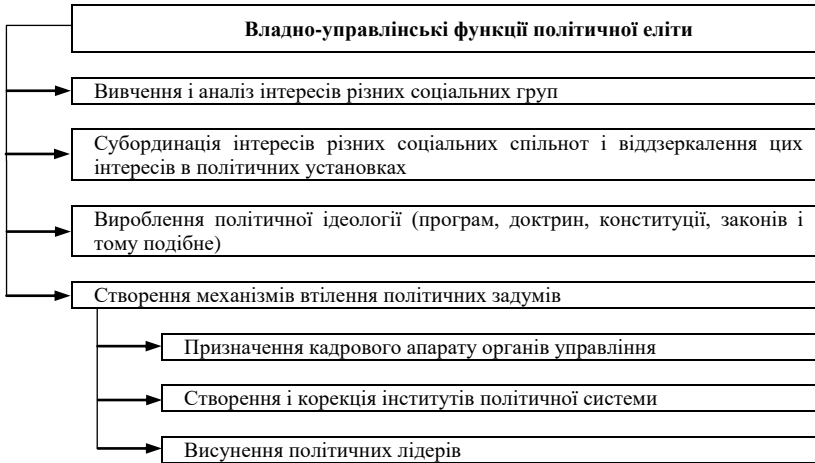 Владно-управлінські функції політичної еліти
Вивчення і аналіз інтересів різних соціальних груп
Субординація інтересів різних соціальних спільнот і віддзеркалення цих
інтересів в політичних установках
Вироблення політичної ідеології (програм, доктрин, конституції, законів і
тому подібне)
Створення механізмів втілення політичних задумів
Призначення кадрового апарату органів управління
Створення і корекція інститутів політичної системи
Висунення політичних лідерів